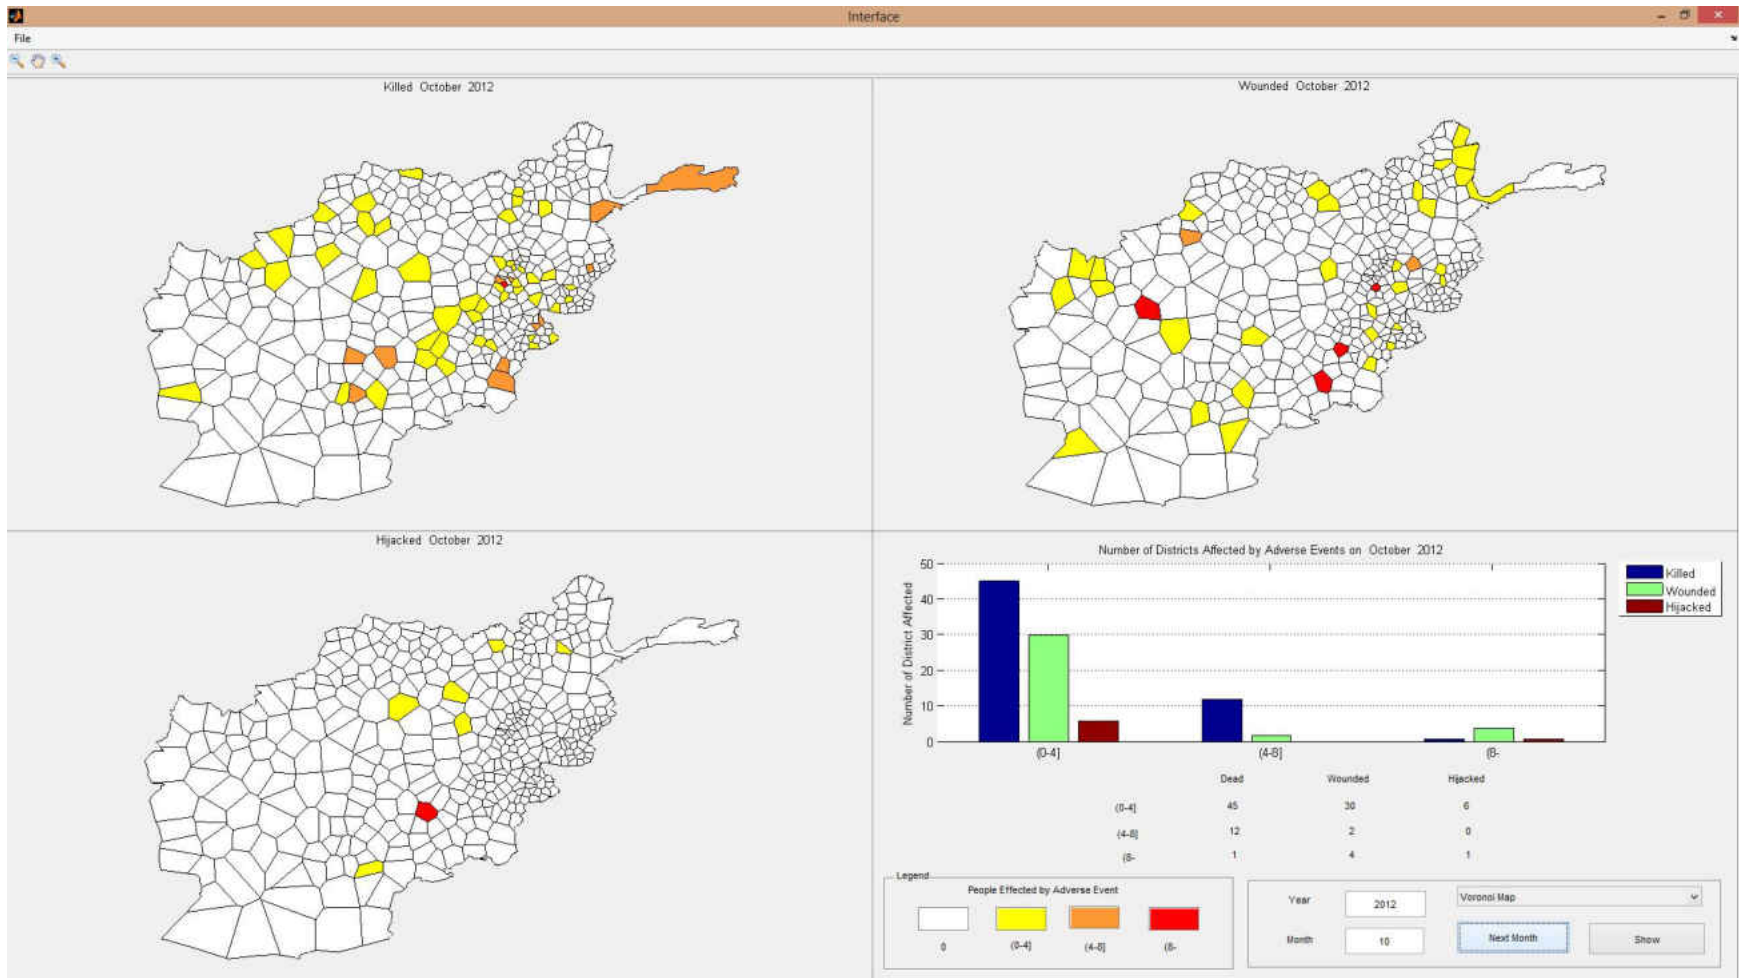 Interface
File
Killed October 2012
Wounded October 2012
Hijacked October 2012
Number of Districts Affected by Adverse Events on October 2012
Number of District Affected
50
40
30
20
10
0
(0-4]
(4-8]
(8-
Killed
Wounded
Hijacked
Dead Wounded Hijacked
(0-4] 45 30 6
(4-8] 12 2 0
(8- 1 4 1
Legend
People Effected by Adverse Event
0 (0-4] (4-8] (8-
Year 2012 Voronoi Map
Month 10 Next Month Show